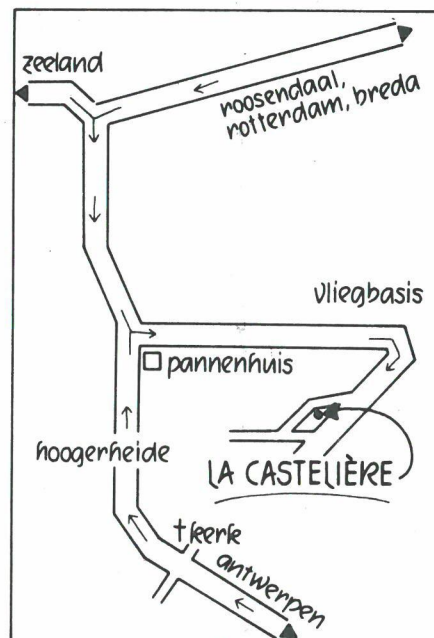 zeeland
roosendaal,
rotterdam, breda
vliegbasis
pannenhuis
hoogerheide
LA CASTELIÈRE
kerk
antwerpen